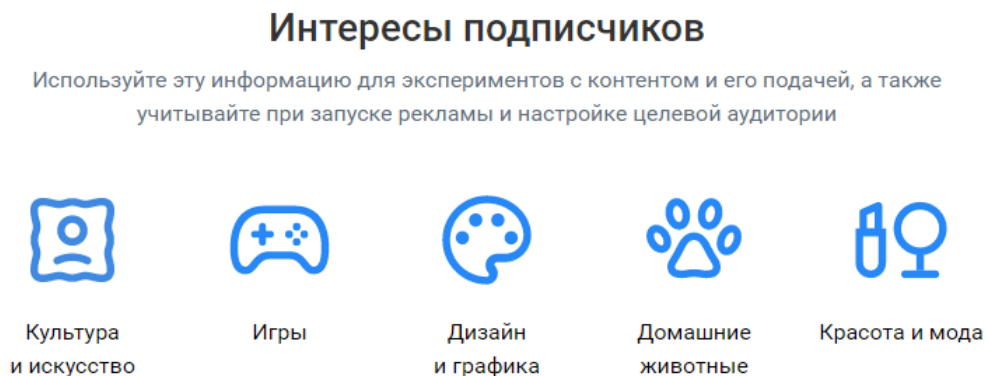 Интересы подписчиков
Используйте эту информацию для экспериментов с контентом и его подачей, а также
учитывайте при запуске рекламы и настройке целевой аудитории
Культура
и искусство
Игры
Дизайн
и графика
Домашние
животные
Красота и мода